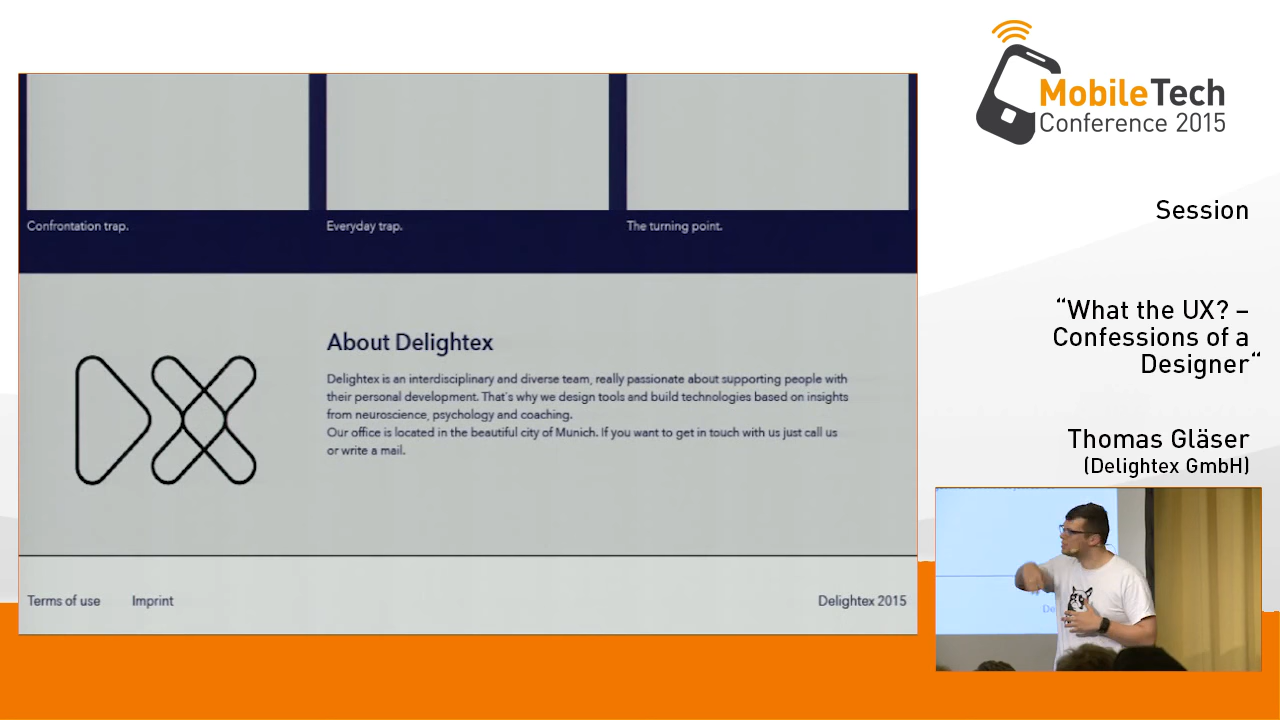 Confrontation trap.
Everyday trap.
The turning point.
About Delightex
Delightex is an interdisciplinary and diverse team, really passionate about supporting people with
their personal development. That's why we design tools and build technologies based on insights
from neuroscience, psychology and coaching.
Our office is located in the beautiful city of Munich. If you want to get in touch with us just call us
or write a mail.
Terms of use
Imprint
Delightex 2015
MobileTech
Conference 2015
Session
“What the UX? –
Confessions of a
Designer“
Thomas Gläser
(Delightex GmbH)
De